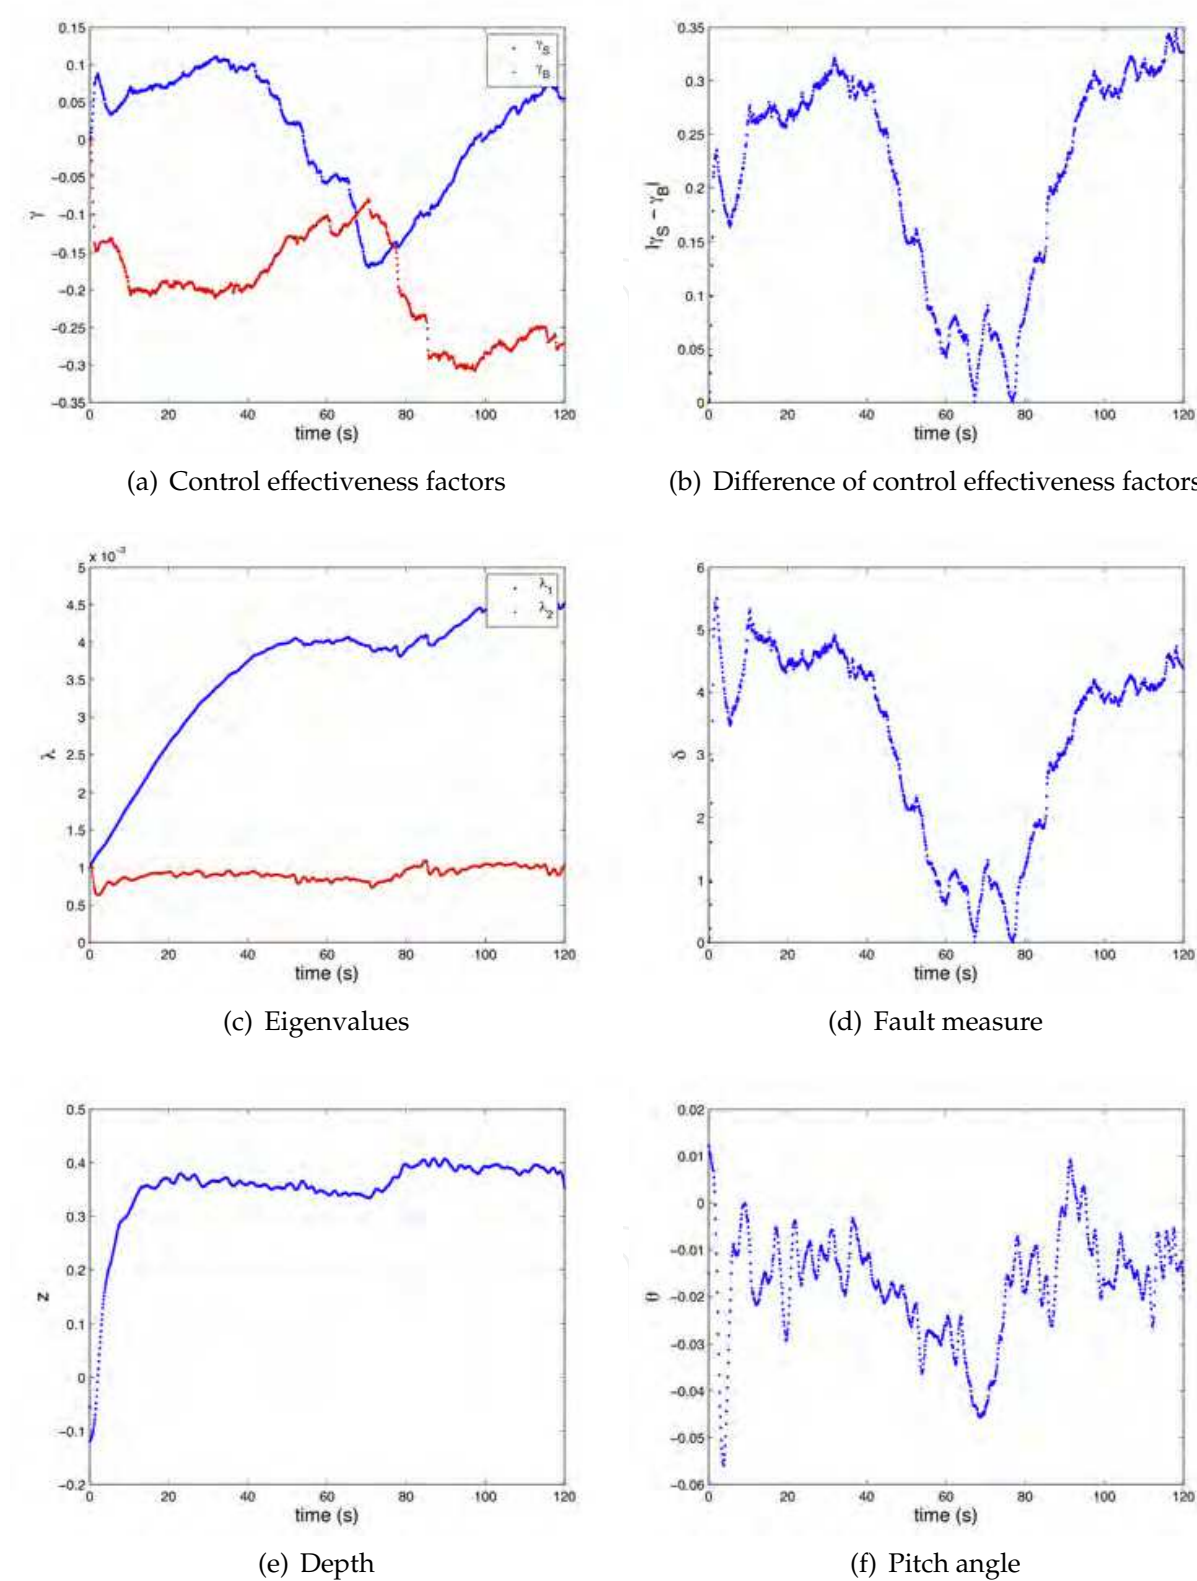 0.15
0.1
0.05
0
−0.05
−0.1
−0.15
−0.2
−0.25
−0.3
−0.35
γ
γS
γB
0 20 40 60 80 100 120
time (s)
(a) Control effectiveness factors
0.35
0.3
0.25
0.2
0.15
0.1
0.05
0
|γS − γB|
0 20 40 60 80 100 120
time (s)
(b) Difference of control effectiveness factors
x 10⁻³
5
4.5
4
3.5
3
2.5
2
1.5
1
0.5
0
λ
λ1
λ2
0 20 40 60 80 100 120
time (s)
(c) Eigenvalues
6
5
4
3
2
1
0
δ
0 20 40 60 80 100 120
time (s)
(d) Fault measure
0.5
0.4
0.3
0.2
0.1
0
−0.1
−0.2
z
0 20 40 60 80 100 120
time (s)
(e) Depth
0.02
0.01
0
−0.01
−0.02
−0.03
−0.04
−0.05
−0.06
θ
0 20 40 60 80 100 120
time (s)
(f) Pitch angle